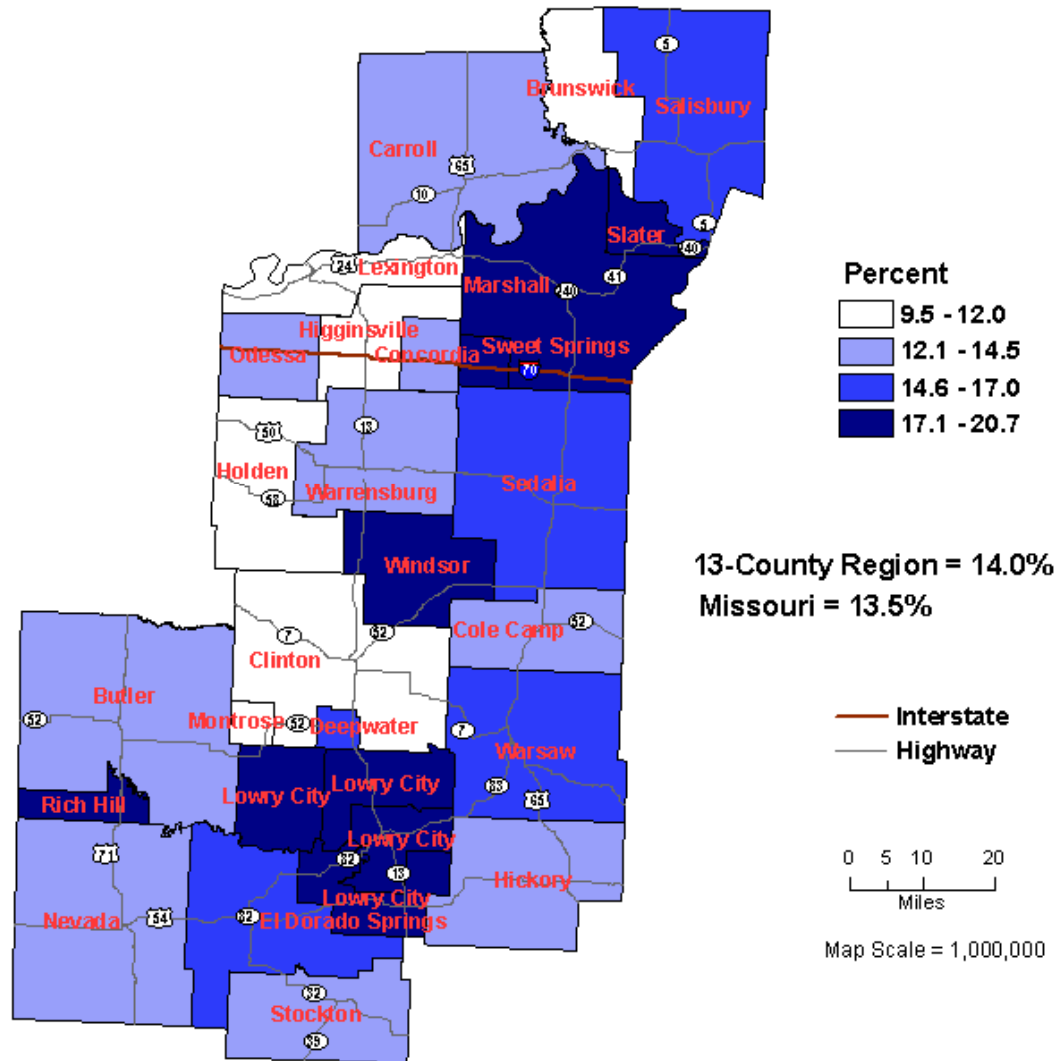 5
Brunswick
Salisbury
Carroll
65
10
5
Slater
40
24
Lexington
Marshall
41
40
Higginsville
Odessa
Concordia
Sweet Springs
70
13
50
Holden
58
Warrensburg
Sedalia
Windsor
7
52
Clinton
Cole Camp
52
Butler
52
Montrose
52
Deepwater
7
Warsaw
Rich Hill
Lowry City
Lowry City
83
65
71
Lowry City
82
13
Hickory
Lowry City
Nevada
54
82
El Dorado Springs
32
Stockton
39
Percent
9.5 - 12.0
12.1 - 14.5
14.6 - 17.0
17.1 - 20.7
13-County Region = 14.0%
Missouri = 13.5%
Interstate
Highway
0 5 10 20
Miles
Map Scale = 1,000,000